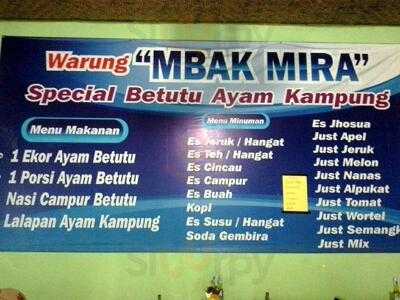 Warung "MBAK MIRA"
Special Betutu Ayam Kampung
Menu Makanan
1 Ekor Ayam Betutu
1 Porsi Ayam Betutu
Nasi Campur Betutu
Lalapan Ayam Kampung
Menu Minuman
Es Jeruk / Hangat
Es Teh / Hangat
Es Cincau
Es Campur
Es Buah
Kopi
Es Susu / Hangat
Soda Gembira
Es Jhosua
Just Apel
Just Jeruk
Just Melon
Just Nanas
Just Alpukat
Just Tomat
Just Wortel
Just Semangk
Just Mix